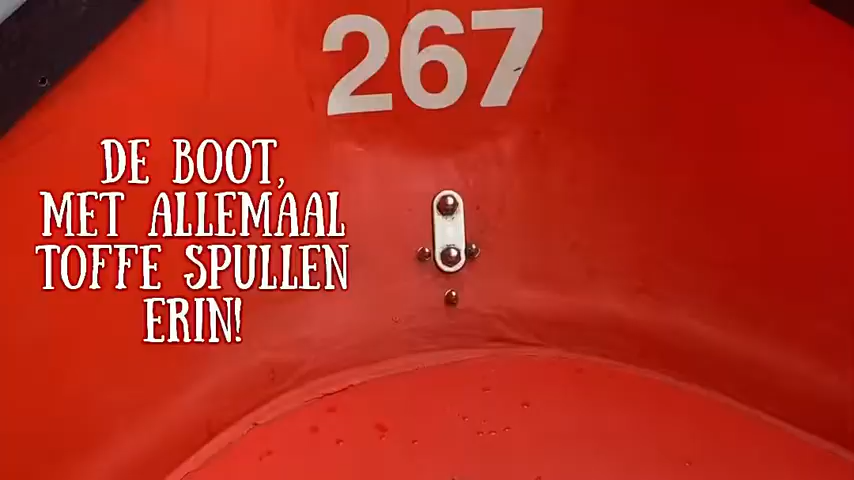 267
DE BOOT,
MET ALLEMAAL
TOFFE SPULLEN
ERIN!